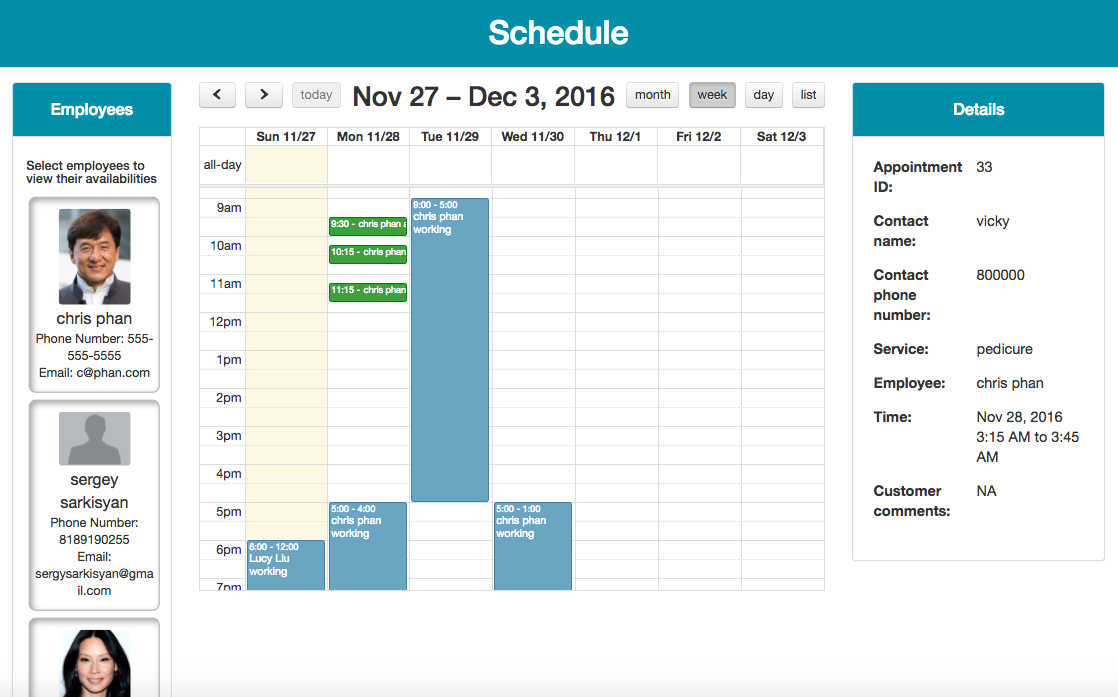 Schedule
Employees
Select employees to
view their availabilities
chris phan
Phone Number: 555-
555-5555
Email: c@phan.com
sergey
sarkisyan
Phone Number:
8189190255
Email:
sergysarkisyan@gma
il.com
today
Nov 27 – Dec 3, 2016
month
week
day
list
Sun 11/27
Mon 11/28
Tue 11/29
Wed 11/30
Thu 12/1
Fri 12/2
Sat 12/3
all-day
9am
10am
11am
12pm
1pm
2pm
3pm
4pm
5pm
6pm
7pm
6:00 - 12:00
Lucy Liu
working
9:30 - chris phan
10:15 - chris phan
11:15 - chris phan
5:00 - 4:00
chris phan
working
9:00 - 5:00
chris phan
working
5:00 - 1:00
chris phan
working
Details
Appointment
ID:
33
Contact
name:
vicky
Contact
phone
number:
800000
Service:
pedicure
Employee:
chris phan
Time:
Nov 28, 2016
3:15 AM to 3:45
AM
Customer
comments:
NA